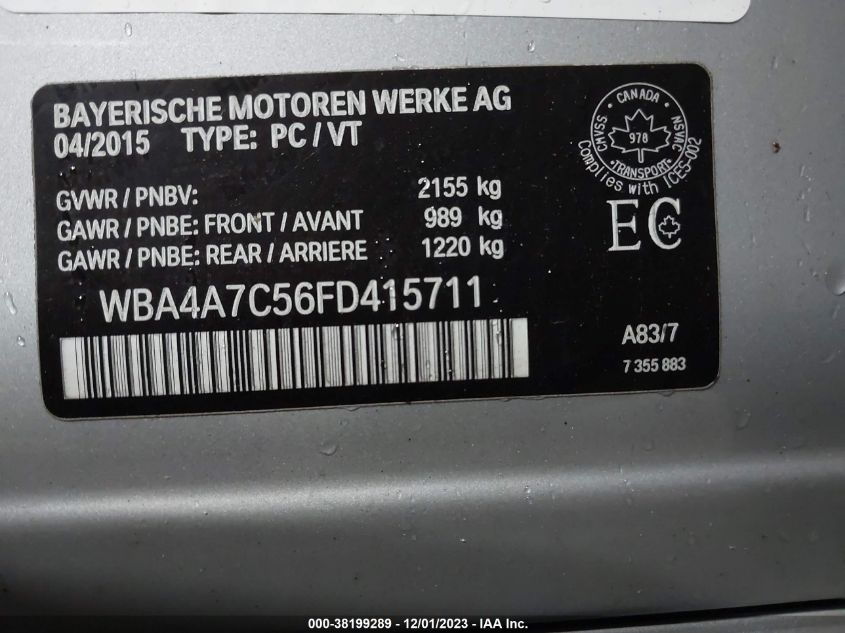 BAYERISCHE MOTOREN WERKE AG
04/2015 TYPE: PC / VT
GVWR / PNBV: 2155 kg
GAWR / PNBE: FRONT / AVANT 989 kg
GAWR / PNBE: REAR / ARRIERE 1220 kg
WBA4A7C56FD415711
CANADA
CMVSS
NSVAC
978
TRANSPORT
Complies with ICES-002
EC
A83/7
7 355 883
000-38199289 - 12/01/2023 - IAA Inc.